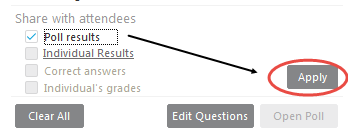 Share with attendees
Poll results
Individual Results
Correct answers
Individual's grades
Apply
Clear All
Edit Questions
Open Poll